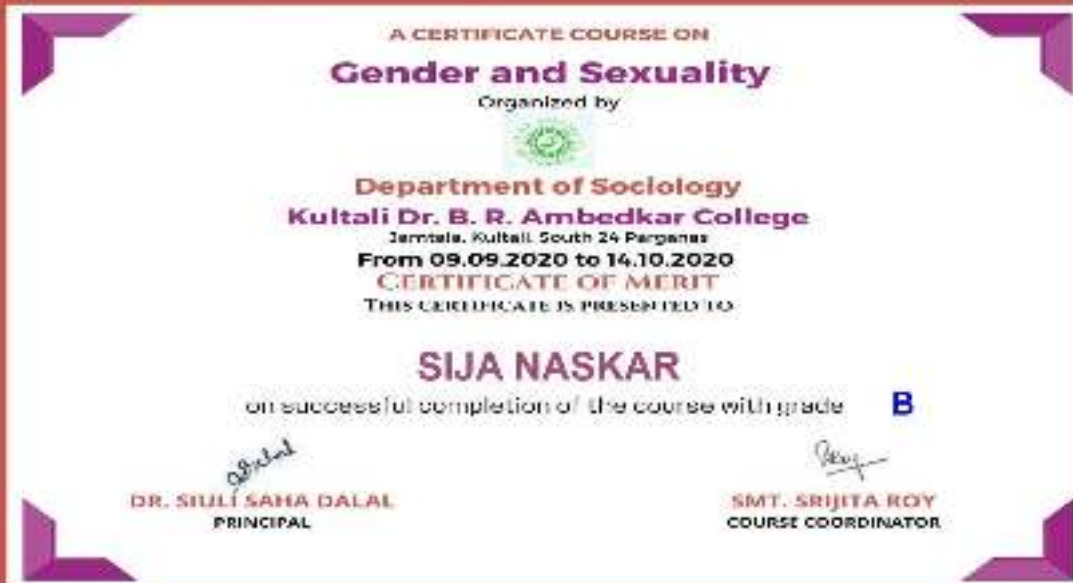 A CERTIFICATE COURSE ON
Gender and Sexuality
Organized by
Department of Sociology
Kultali Dr. B. R. Ambedkar College
Jamtala, Kultali, South 24 Parganas
From 09.09.2020 to 14.10.2020
CERTIFICATE OF MERIT
THIS CERTIFICATE IS PRESENTED TO
SIJA NASKAR
on successful completion of the course with grade B
DR. SIULI SAHA DALAL
PRINCIPAL
SMT. SRIJITA ROY
COURSE COORDINATOR